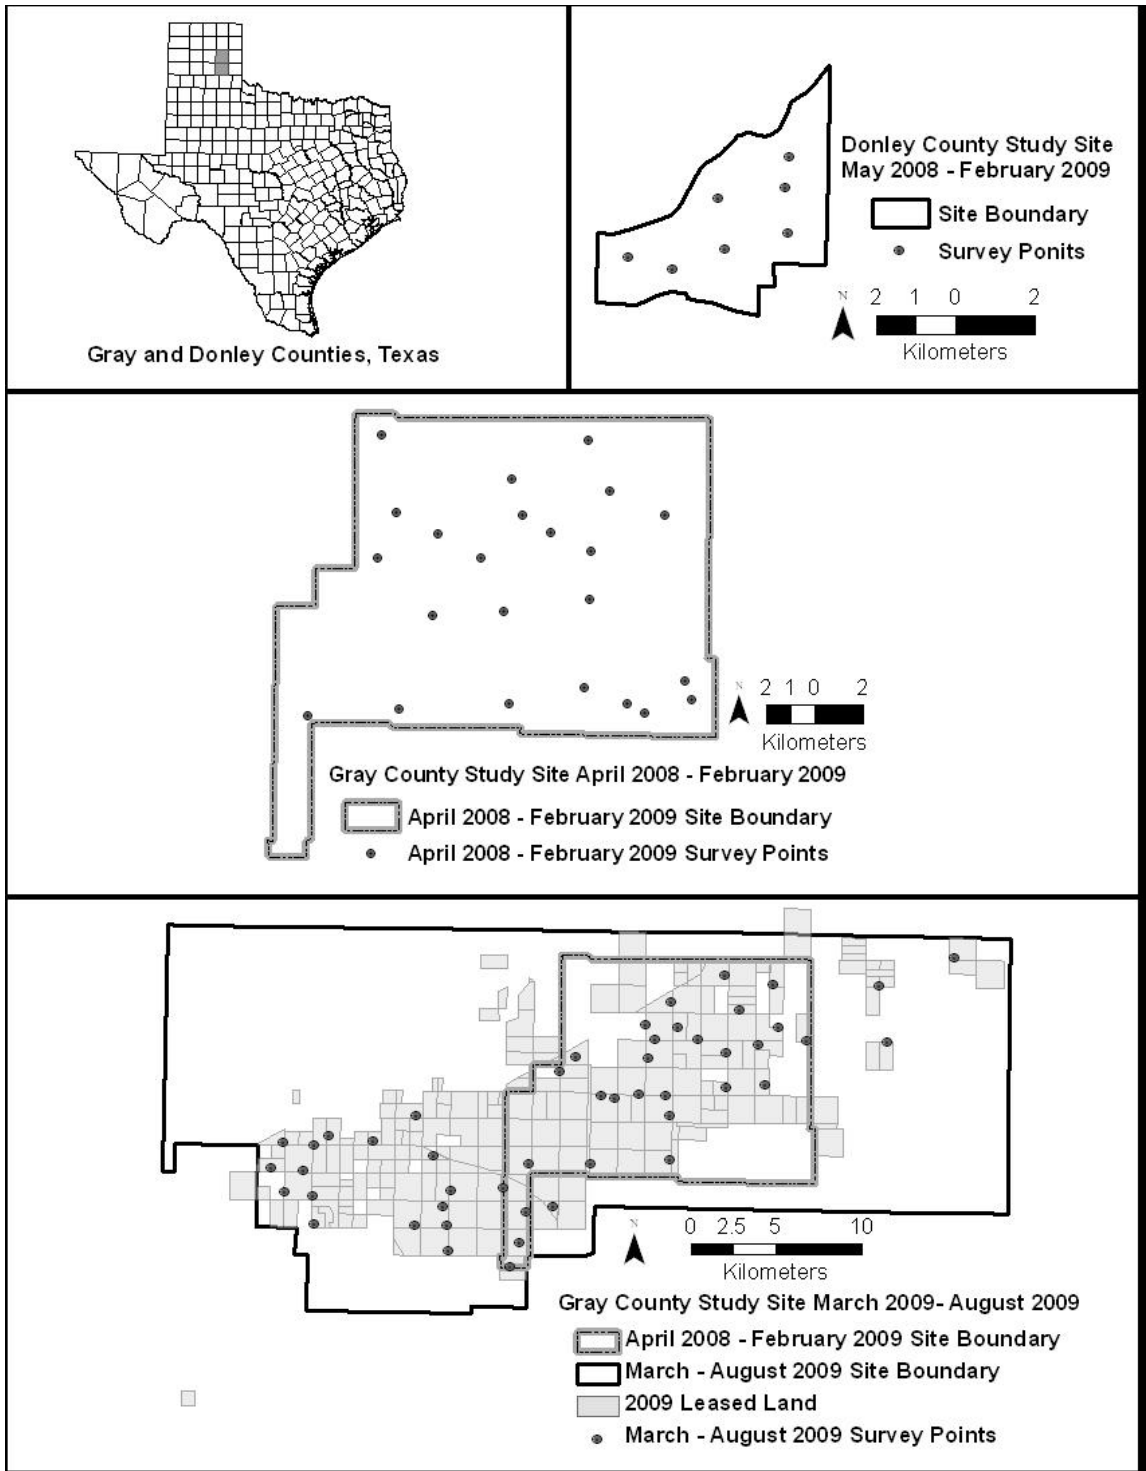 Gray and Donley Counties, Texas
Donley County Study Site
May 2008 - February 2009
Site Boundary
Survey Ponits
N
2 1 0 2
Kilometers
N
2 1 0 2
Kilometers
Gray County Study Site April 2008 - February 2009
April 2008 - February 2009 Site Boundary
April 2008 - February 2009 Survey Points
N
0 2.5 5 10
Kilometers
Gray County Study Site March 2009- August 2009
April 2008 - February 2009 Site Boundary
March - August 2009 Site Boundary
2009 Leased Land
March - August 2009 Survey Points